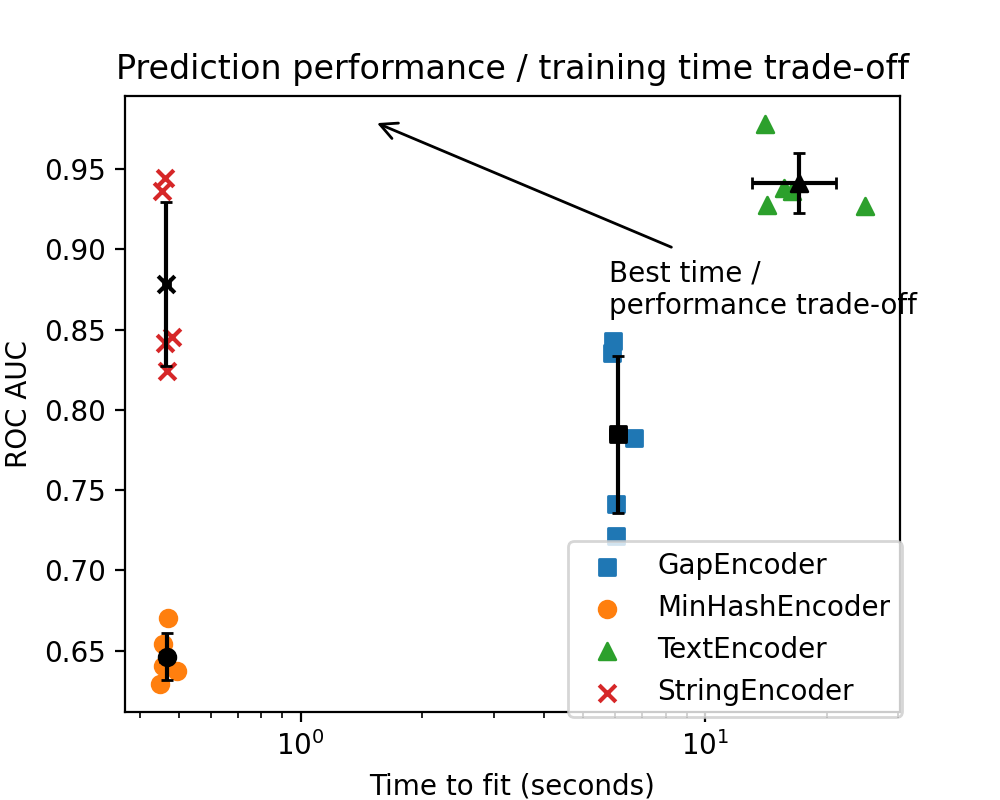 Prediction performance / training time trade-off
ROC AUC
0.95
0.90
0.85
0.80
0.75
0.70
0.65
Best time /
performance trade-off
GapEncoder
MinHashEncoder
TextEncoder
StringEncoder
10⁰
10¹
Time to fit (seconds)